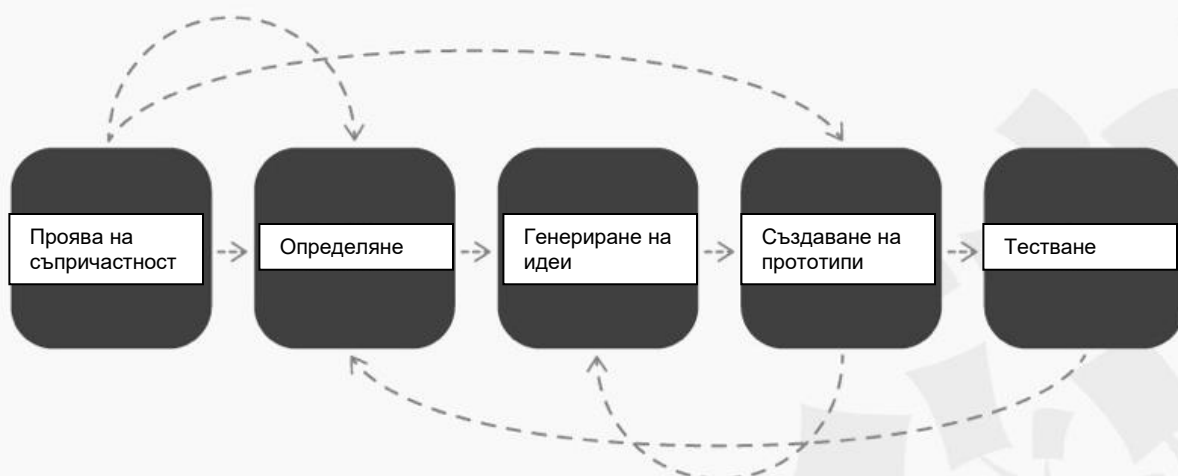 Проява на
съпричастност
Определяне
Генериране на
идеи
Създаване на
прототипи
Тестване